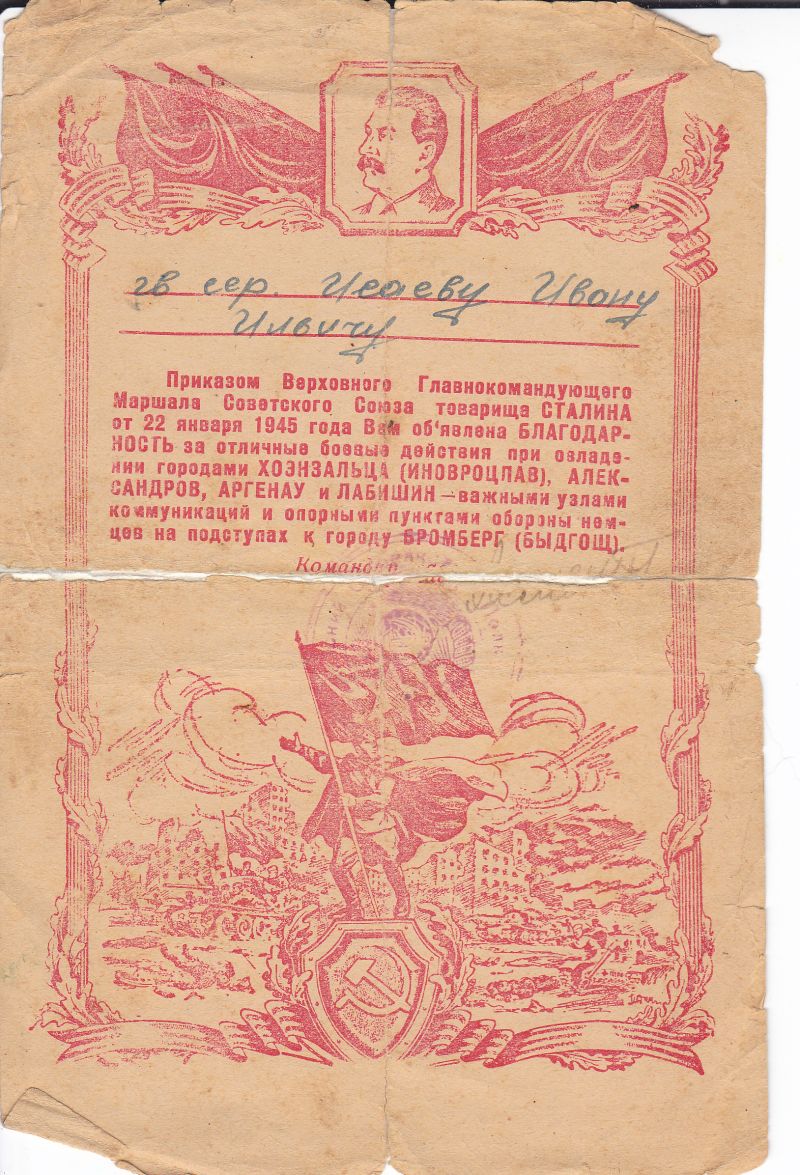 гв сер. Исаеву Ивану
Ильичу
Приказом Верховного Главнокомандующего
Маршала Советского Союза товарища СТАЛИНА
от 22 января 1945 года Вам об'явлена БЛАГОДАР-
НОСТЬ за отличные боевые действия при овладе-
нии городами ХОЭНЗАЛЬЦА (ИНОВРОЦЛАВ), АЛЕК-
САНДРОВ, АРГЕНАУ и ЛАБИШИН — важными узлами
коммуникаций и опорными пунктами обороны нем-
цев на подступах к городу БРОМБЕРГ (БЫДГОЩ).
Командир